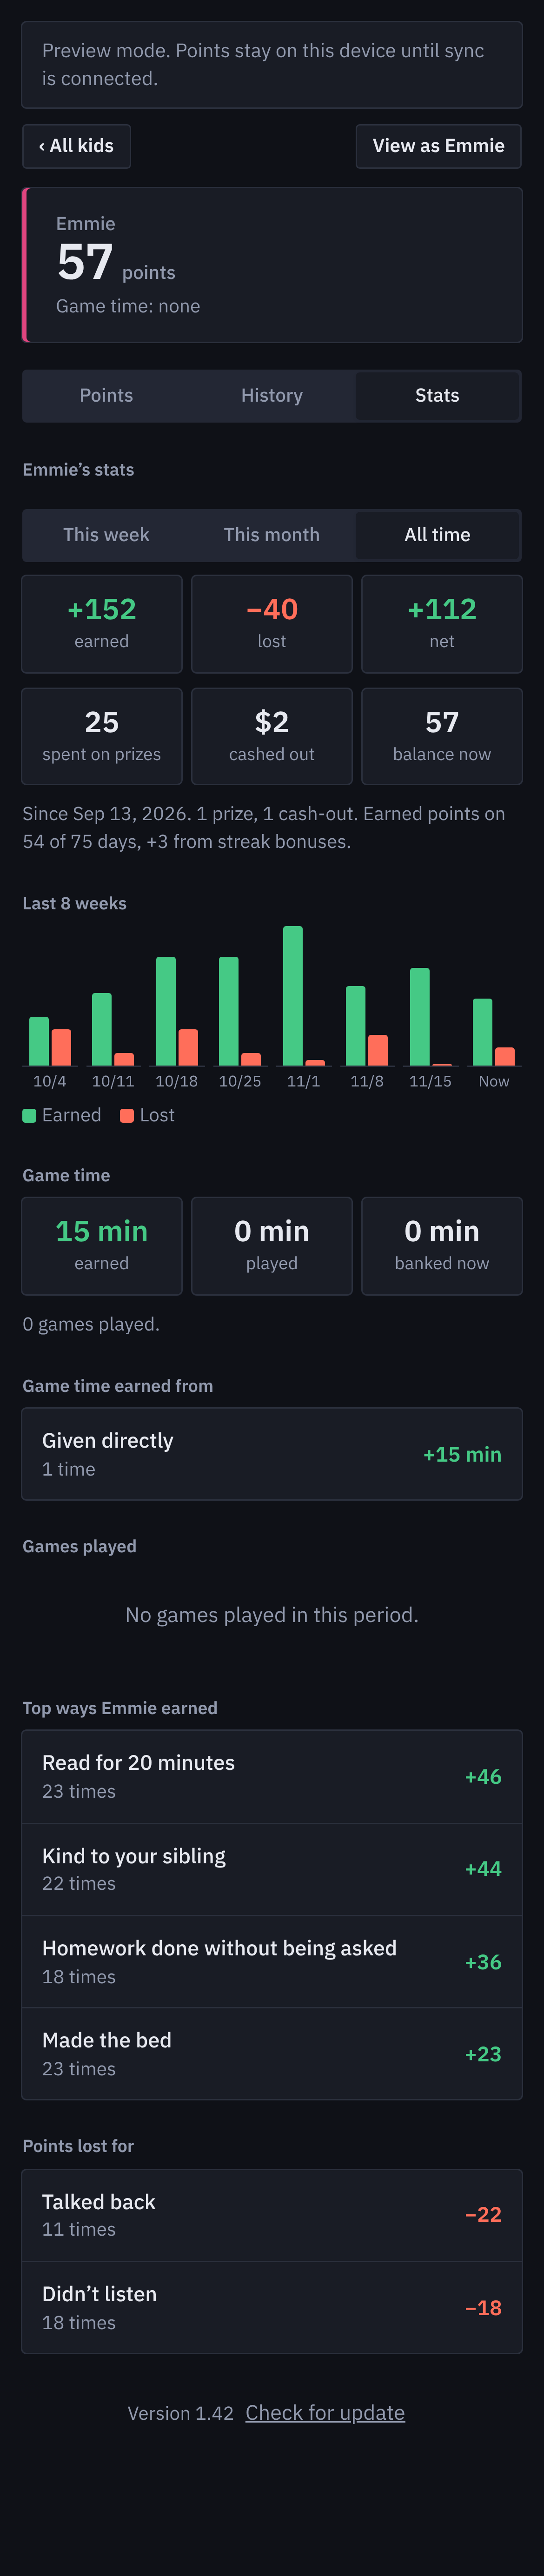 Preview mode. Points stay on this device until sync
is connected.
‹ All kids
View as Emmie
Emmie
57 points
Game time: none
Points
History
Stats
Emmie’s stats
This week
This month
All time
+152
earned
−40
lost
+112
net
25
spent on prizes
$2
cashed out
57
balance now
Since Sep 13, 2026. 1 prize, 1 cash-out. Earned points on
54 of 75 days, +3 from streak bonuses.
Last 8 weeks
10/4
10/11
10/18
10/25
11/1
11/8
11/15
Now
Earned
Lost
Game time
15 min
earned
0 min
played
0 min
banked now
0 games played.
Game time earned from
Given directly
1 time
+15 min
Games played
No games played in this period.
Top ways Emmie earned
Read for 20 minutes
23 times
+46
Kind to your sibling
22 times
+44
Homework done without being asked
18 times
+36
Made the bed
23 times
+23
Points lost for
Talked back
11 times
−22
Didn’t listen
18 times
−18
Version 1.42 Check for update